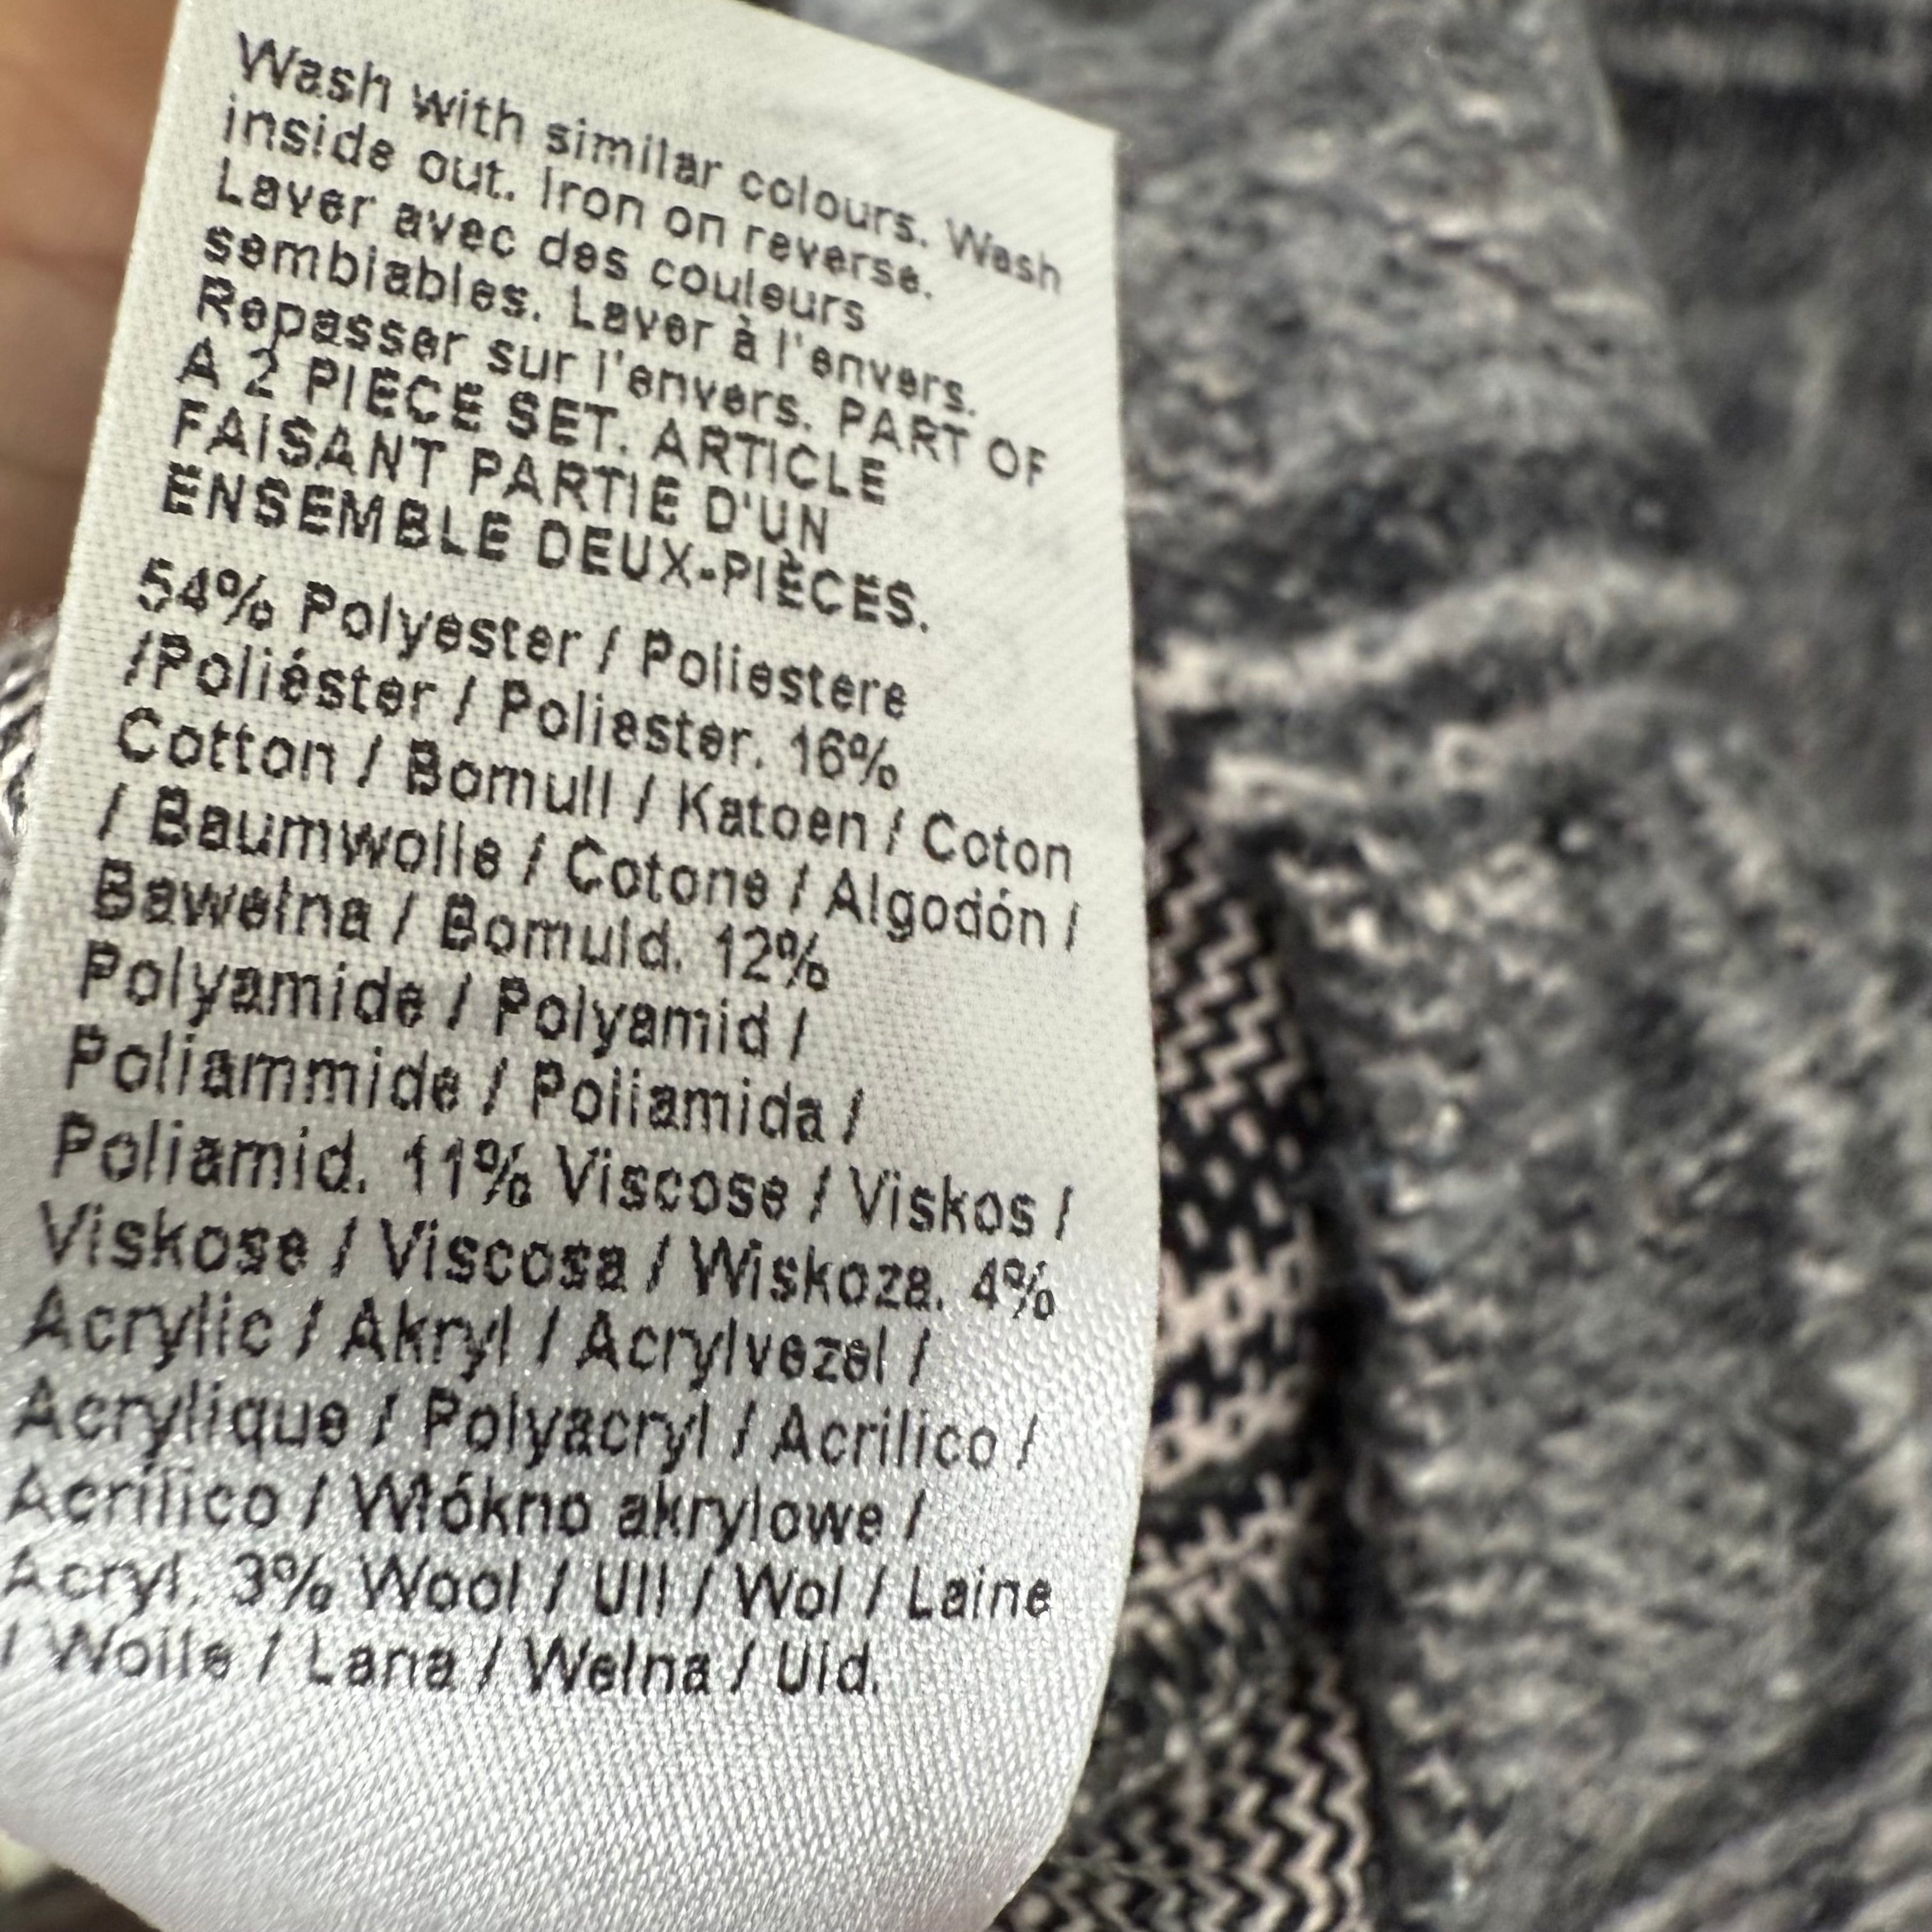 Wash with similar colours. Wash
inside out. Iron on reverse.
Laver avec des couleurs
semblables. Laver à l'envers.
Repasser sur l'envers. PART OF
A 2 PIECE SET. ARTICLE
FAISANT PARTIE D'UN
ENSEMBLE DEUX-PIÈCES.
54% Polyester / Poliestere
/Poliéster / Poliester. 16%
Cotton / Bomull / Katoen / Coton
/ Baumwolle / Cotone / Algodón /
Bawełna / Bomuld. 12%
Polyamide / Polyamid /
Poliammide / Poliamida /
Poliamid. 11% Viscose / Viskos /
Viskose / Viscosa / Wiskoza. 4%
Acrylic / Akryl / Acrylvezel /
Acrylique / Polyacryl / Acrilico /
Acrílico / Włókno akrylowe /
Acryl. 3% Wool / Ull / Wol / Laine
/ Wolle / Lana / Wełna / Uld.